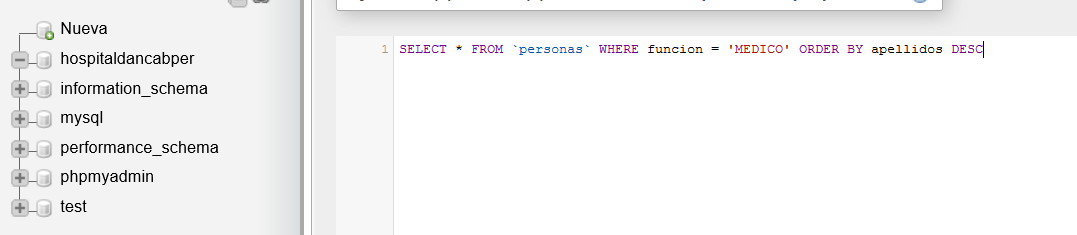 Nueva
hospitaldancabper
information_schema
mysql
performance_schema
phpmyadmin
test
1 SELECT * FROM `personas` WHERE funcion = 'MEDICO' ORDER BY apellidos DESC